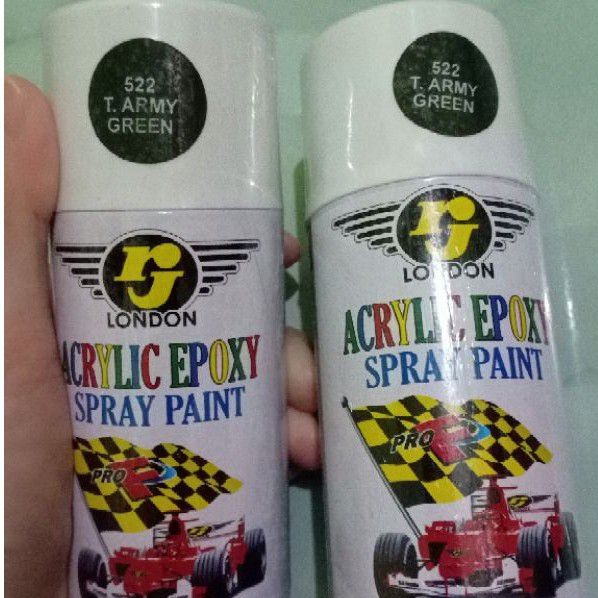 522
T. ARMY
GREEN
rj
LONDON
ACRYLIC EPOXY
SPRAY PAINT
PRO
522
T. ARMY
GREEN
rj
LONDON
ACRYLIC EPOXY
SPRAY PAINT
PRO